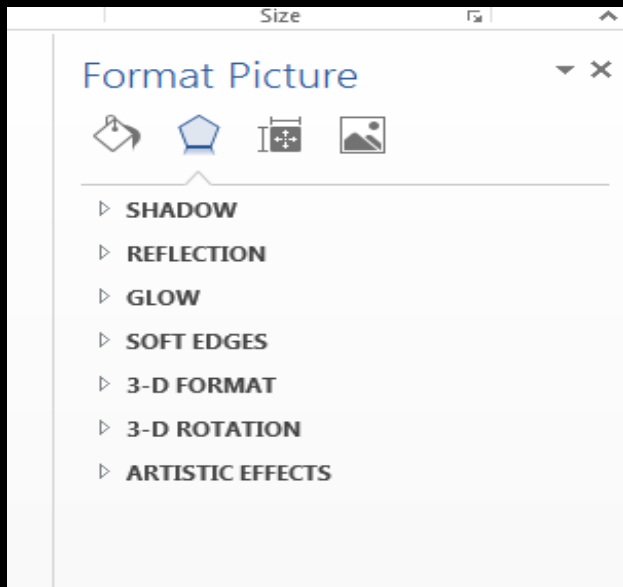 Size
Format Picture
SHADOW
REFLECTION
GLOW
SOFT EDGES
3-D FORMAT
3-D ROTATION
ARTISTIC EFFECTS